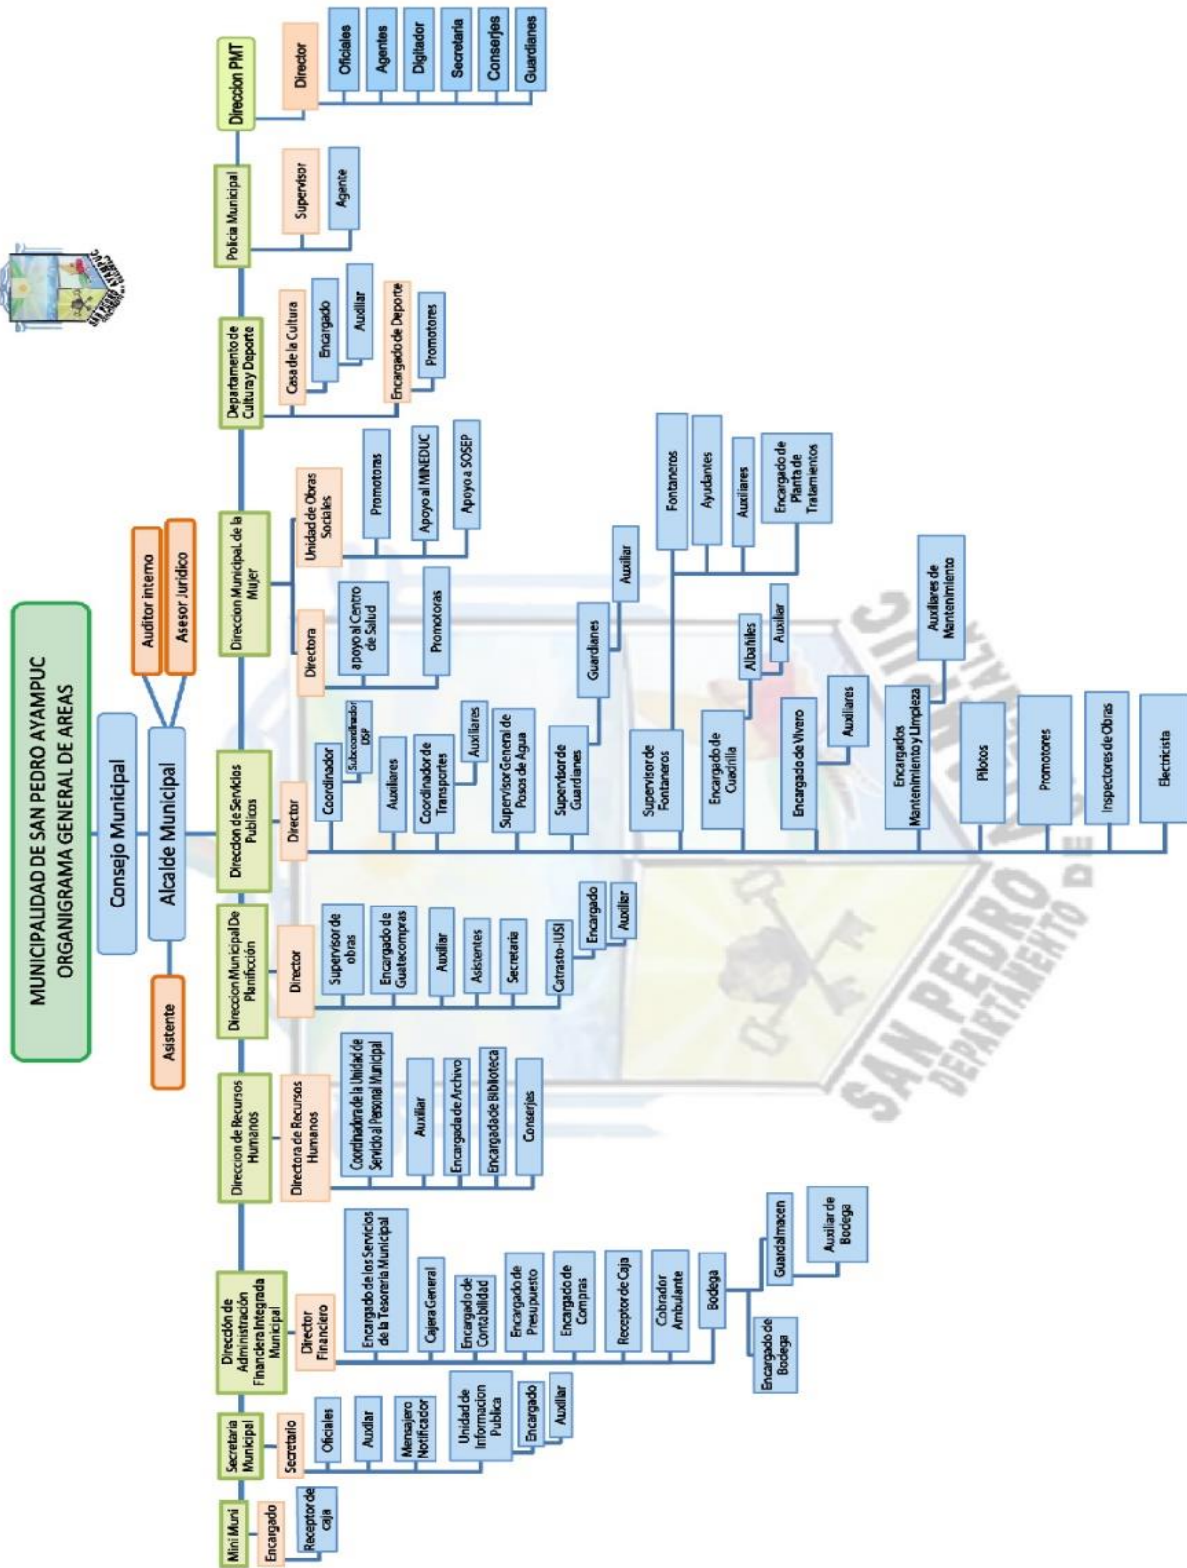 MUNICIPALIDAD DE SAN PEDRO AYAMPUC
ORGANIGRAMA GENERAL DE AREAS
Consejo Municipal
Alcalde Municipal
Auditor interno
Asesor Juridico
Asistente
Mini Muni
Encargado
Receptor de
caja
Secretaria
Municipal
Secretario
Oficiales
Auxliar
Mensajero
Notificador
Unidad de
Informacion
Publica
Encargado
Auxiliar
Dirección de
Administración
Financiera Integrada
Municipal
Director
Financiero
Encargado de los Servicios
de la Tesoreria Municipal
Cajera General
Encargado de
Contabilidad
Encargado de
Presupuesto
Encargado de
Compras
Receptor de Caja
Cobrador
Ambulante
Bodega
Encargado de
Bodega
Guardalmacen
Auxiliar de
Bodega
Direccion de Recursos
Humanos
Directora de Recursos
Humanos
Coordinadora de la Unidad de
Servicio al Personal Municipal
Auxiliar
Encargada de Archivo
Encargada de Biblioteca
Conserjes
Direccion Municipal De
Planificción
Director
Supervisor de
obras
Encargado de
Guatecompras
Auxiliar
Asistentes
Secretaria
Catrasto-IUSI
Encargado
Auxiliar
Direccion de Servicios
Publicos
Director
Coordinador
Subcoordinador
DSP
Auxiliares
Coordinador de
Transportes
Auxiliares
Supervisor General de
Posos de Agua
Supervisor de
Guardianes
Guardianes
Auxiliar
Supervisor de
Fontaneros
Fontaneros
Ayudantes
Auxiliares
Encargado de
Planta de
Tratamientos
Encargado de
Cuadrilla
Albañiles
Auxiliar
Encargado de Vivero
Auxiliares
Encargados
Mantenimiento y Limpieza
Auxiliares de
Mantenimiento
Pilotos
Promotores
Inspectores de Obras
Electricista
Direccion Municipal de la
Mujer
Directora
apoyo al Centro
de Salud
Promotoras
Unidad de Obras
Sociales
Promotoras
Apoyo al MINEDUC
Apoyo a SOSEP
Departamento de
Cultura y Deporte
Casa de la Cultura
Encargado
Auxiliar
Encargado de Deporte
Promotores
Policia Municipal
Supervisor
Agente
Direccion PMT
Director
Oficiales
Agentes
Digitador
Secretaria
Conserjes
Guardianes
SAN PEDRO AYAMPUC
SAN PEDRO
DEPARTAMENTO DE